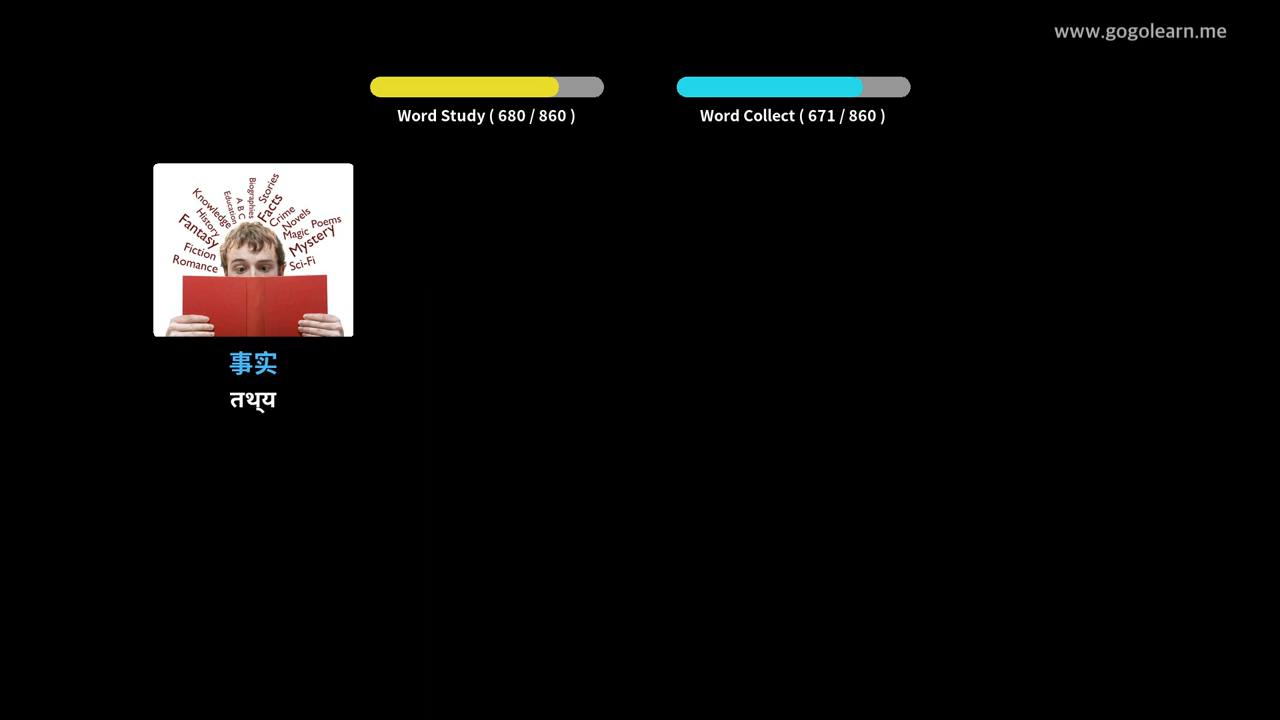 www.gogolearn.me
Word Study ( 680 / 860 )
Word Collect ( 671 / 860 )
Knowledge
History
Fantasy
Fiction
Romance
Education
A B C
Biographies
Stories
Facts
Crime
Novels
Magic
Poems
Mystery
Sci-Fi
事实
तथ्य